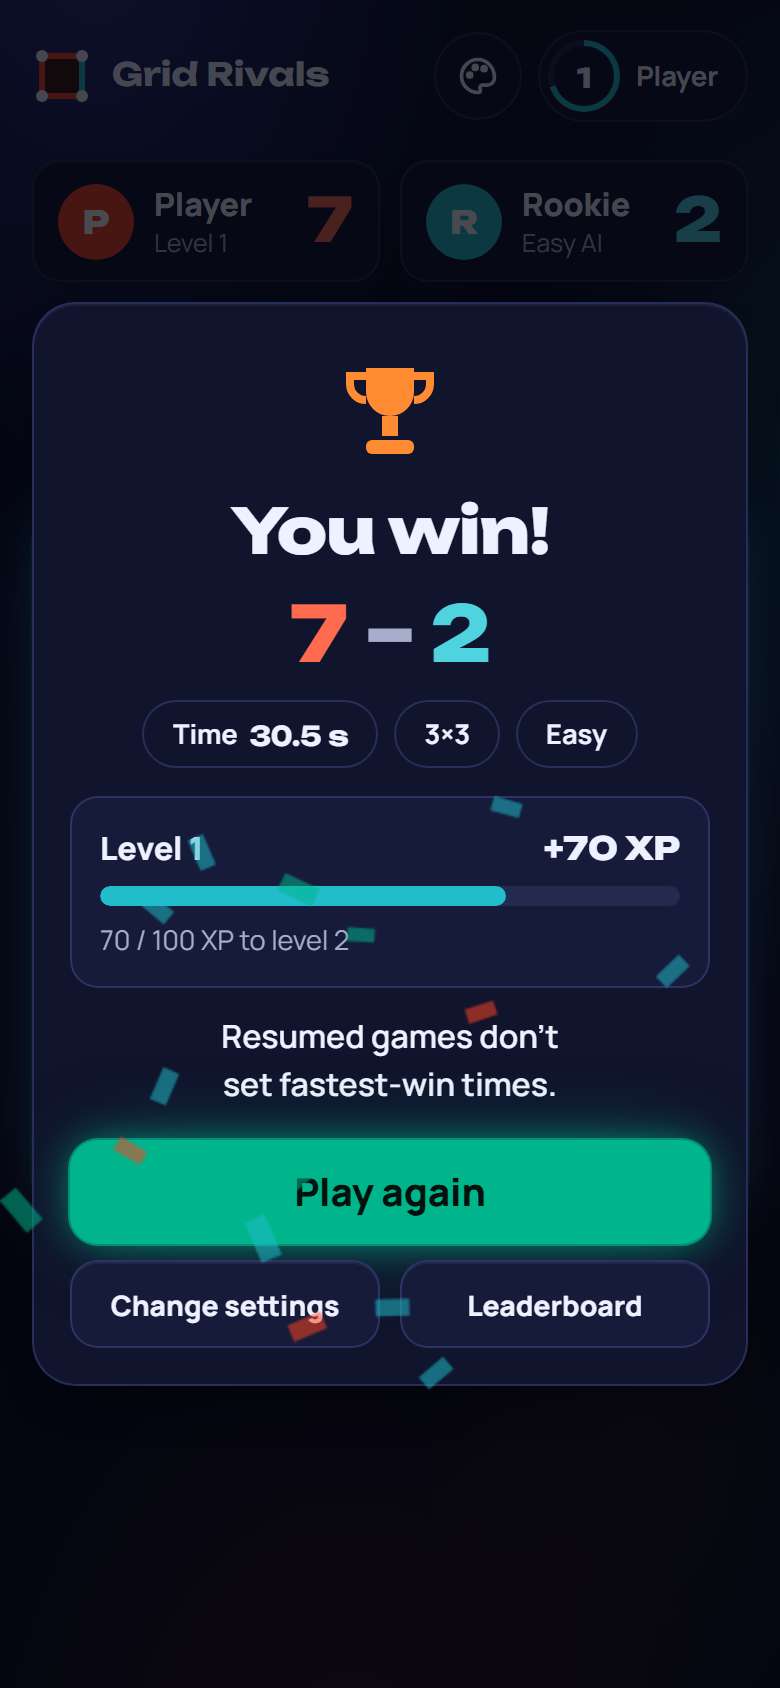 Grid Rivals
1 Player
P Player 7
Level 1
R Rookie 2
Easy AI
You win!
7 – 2
Time 30.5 s 3×3 Easy
Level 1 +70 XP
70 / 100 XP to level 2
Resumed games don’t
set fastest-win times.
Play again
Change settings Leaderboard